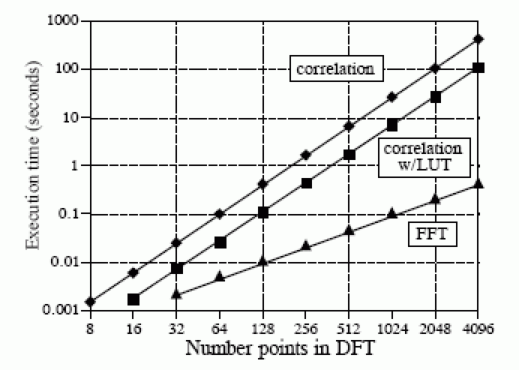 1000
100
10
1
0.1
0.01
0.001
Execution time (seconds)
correlation
correlation
w/LUT
FFT
8 16 32 64 128 256 512 1024 2048 4096
Number points in DFT